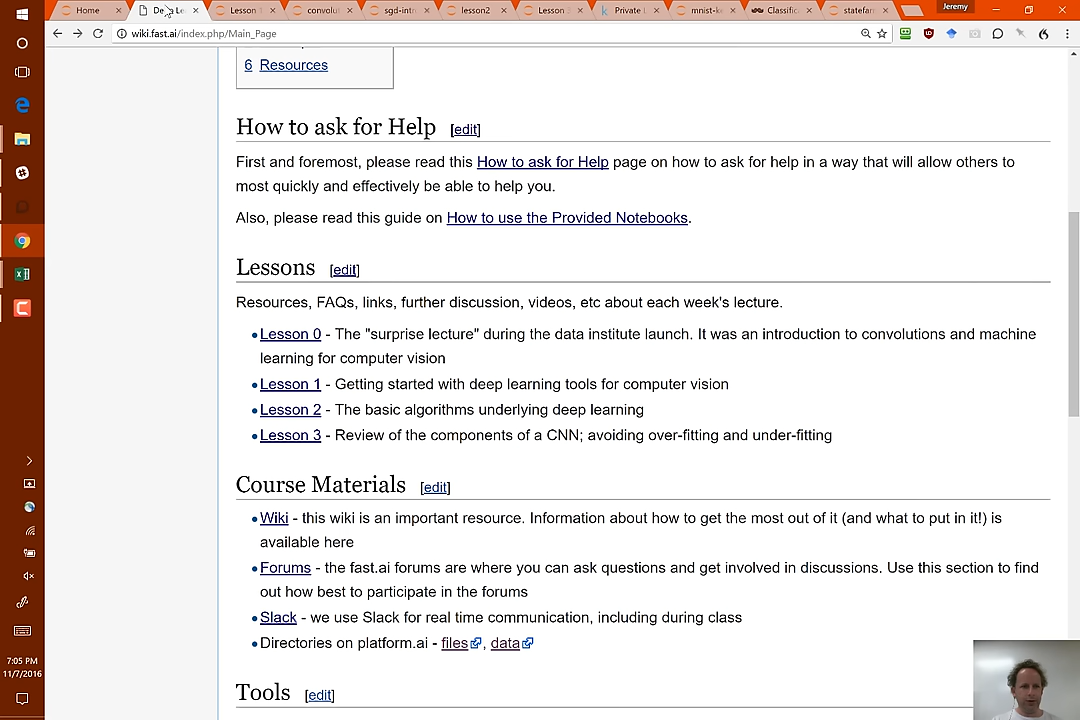 Home
De Le
Lesson
convolu
sgd-intr
lesson2
Lesson
Private L
mnist-k
Classific
statefar
Jeremy
wiki.fast.ai/index.php/Main_Page
6 Resources
How to ask for Help [edit]
First and foremost, please read this How to ask for Help page on how to ask for help in a way that will allow others to
most quickly and effectively be able to help you.
Also, please read this guide on How to use the Provided Notebooks.
Lessons [edit]
Resources, FAQs, links, further discussion, videos, etc about each week's lecture.
•Lesson 0 - The "surprise lecture" during the data institute launch. It was an introduction to convolutions and machine
learning for computer vision
•Lesson 1 - Getting started with deep learning tools for computer vision
•Lesson 2 - The basic algorithms underlying deep learning
•Lesson 3 - Review of the components of a CNN; avoiding over-fitting and under-fitting
Course Materials [edit]
•Wiki - this wiki is an important resource. Information about how to get the most out of it (and what to put in it!) is
available here
•Forums - the fast.ai forums are where you can ask questions and get involved in discussions. Use this section to find
out how best to participate in the forums
•Slack - we use Slack for real time communication, including during class
•Directories on platform.ai - files, data
Tools [edit]
7:05 PM
11/7/2016